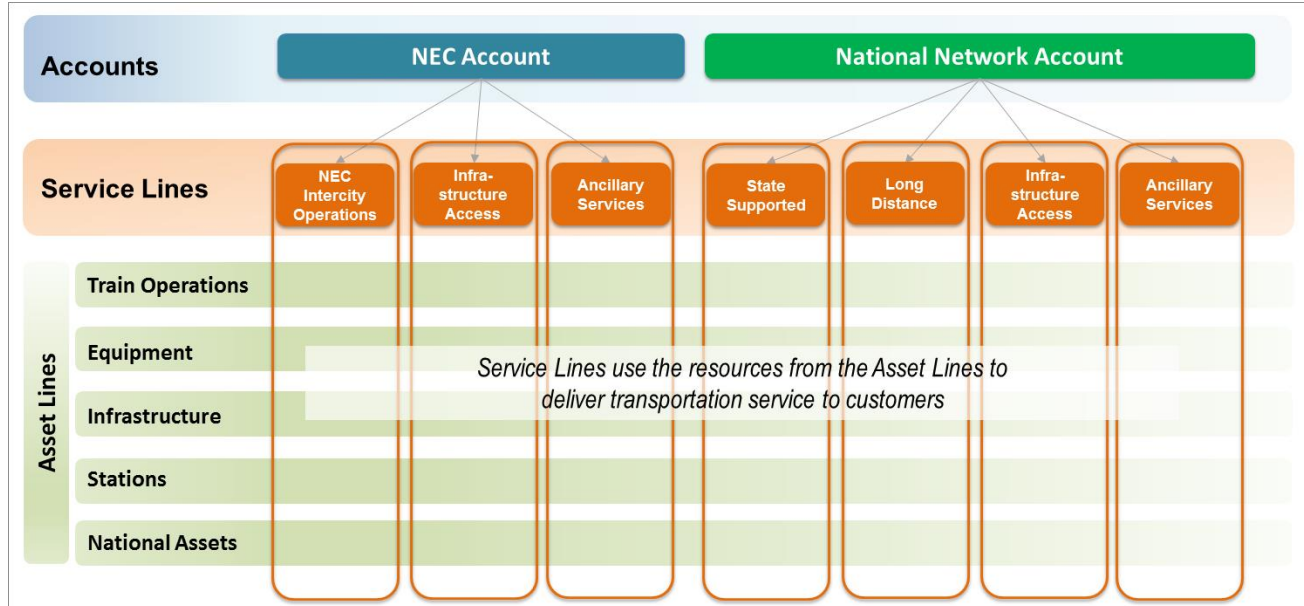 Accounts
NEC Account
National Network Account
Service Lines
NEC
Intercity
Operations
Infra-
structure
Access
Ancillary
Services
State
Supported
Long
Distance
Infra-
structure
Access
Ancillary
Services
Asset Lines
Train Operations
Equipment
Infrastructure
Stations
National Assets
Service Lines use the resources from the Asset Lines to
deliver transportation service to customers